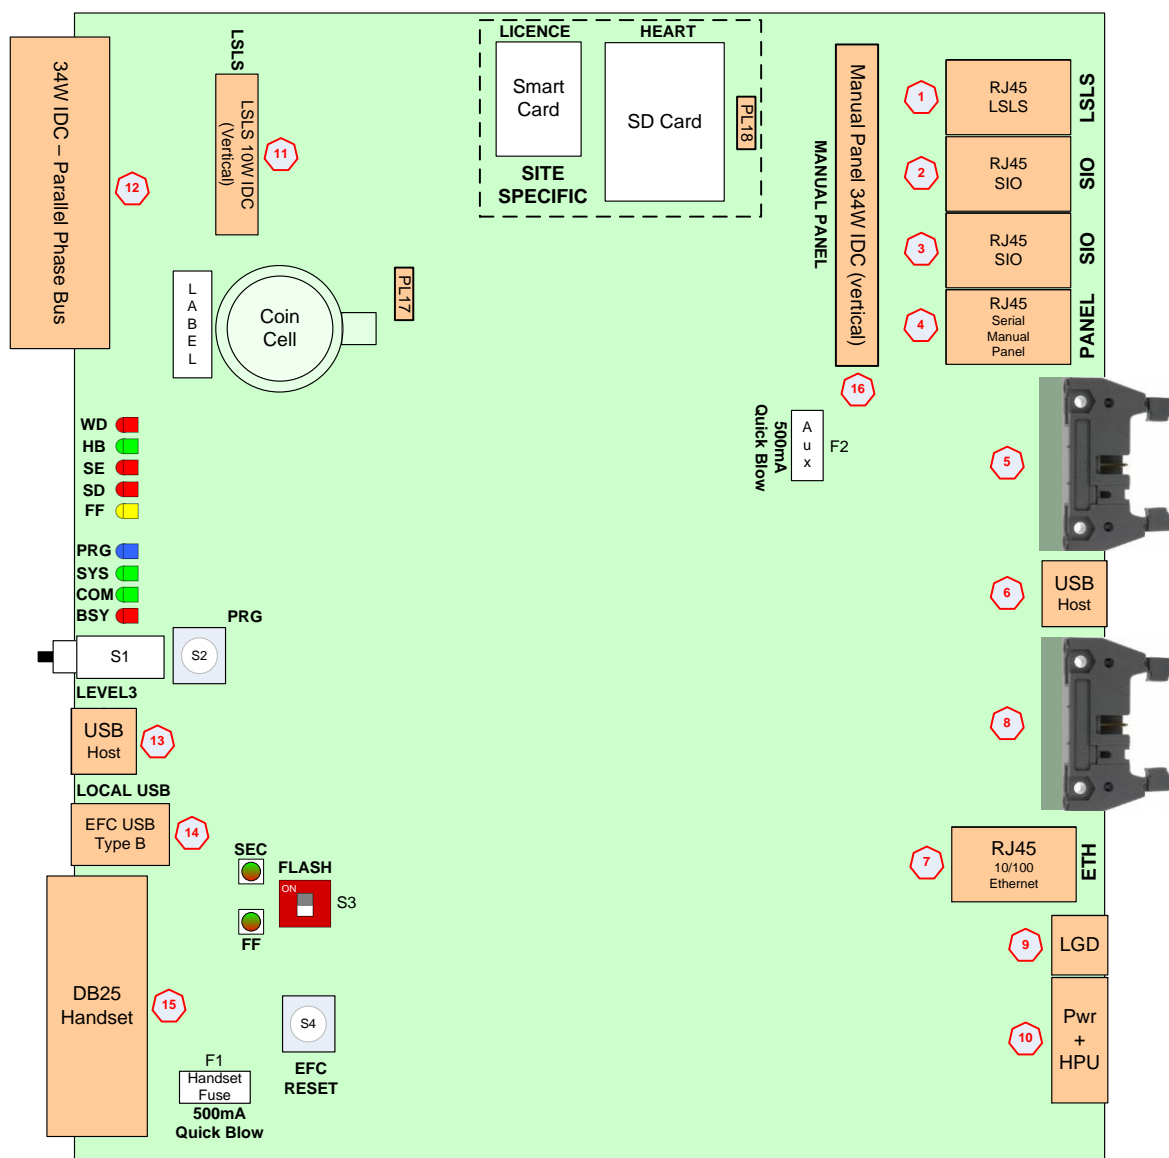 LICENCE
HEART
Smart
Card
SD Card
PL18
SITE
SPECIFIC
34W IDC – Parallel Phase Bus
12
LSLS
LSLS 10W IDC
(Vertical)
11
Manual Panel 34W IDC (vertical)
MANUAL PANEL
16
1
RJ45
LSLS
LSLS
2
RJ45
SIO
SIO
3
RJ45
SIO
SIO
4
RJ45
Serial
Manual
Panel
PANEL
LABEL
Coin
Cell
PL17
WD
HB
SE
SD
FF
PRG
SYS
COM
BSY
500mA
Quick Blow
Aux
F2
5
6
USB
Host
8
PRG
S1
S2
LEVEL3
USB
Host
13
LOCAL USB
EFC USB
Type B
14
SEC
FLASH
ON
S3
FF
7
RJ45
10/100
Ethernet
ETH
9
LGD
10
Pwr
+
HPU
DB25
Handset
15
S4
EFC
RESET
F1
Handset
Fuse
500mA
Quick Blow